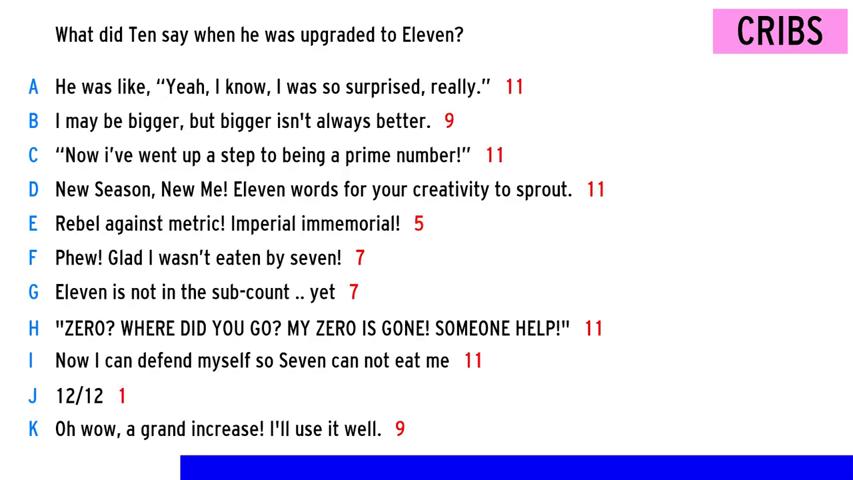 What did Ten say when he was upgraded to Eleven?
CRIBS
A He was like, “Yeah, I know, I was so surprised, really.” 11
B I may be bigger, but bigger isn't always better. 9
C “Now i’ve went up a step to being a prime number!” 11
D New Season, New Me! Eleven words for your creativity to sprout. 11
E Rebel against metric! Imperial immemorial! 5
F Phew! Glad I wasn’t eaten by seven! 7
G Eleven is not in the sub-count .. yet 7
H "ZERO? WHERE DID YOU GO? MY ZERO IS GONE! SOMEONE HELP!" 11
I Now I can defend myself so Seven can not eat me 11
J 12/12 1
K Oh wow, a grand increase! I'll use it well. 9